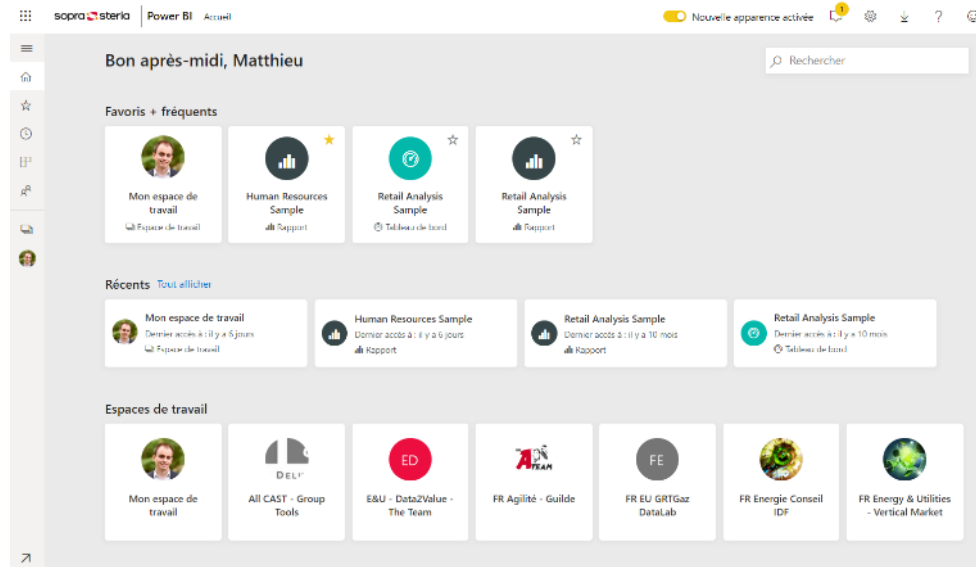 sopra steria Power BI Accueil
Nouvelle apparence activée
1
?
Bon après-midi, Matthieu
Rechercher
Favoris + fréquents
Mon espace de travail
Espace de travail
Human Resources Sample
Rapport
Retail Analysis Sample
Tableau de bord
Retail Analysis Sample
Rapport
Récents Tout afficher
Mon espace de travail
Dernier accès à : il y a 6 jours
Espace de travail
Human Resources Sample
Dernier accès à : il y a 6 jours
Rapport
Retail Analysis Sample
Dernier accès à : il y a 10 mois
Rapport
Retail Analysis Sample
Dernier accès à : il y a 10 mois
Tableau de bord
Espaces de travail
Mon espace de travail
All CAST - Group Tools
ED
E&U - Data2Value - The Team
TEAM
FR Agilité - Guilde
FE
FR EU GRTGaz DataLab
FR Energie Conseil IDF
FR Energy & Utilities - Vertical Market